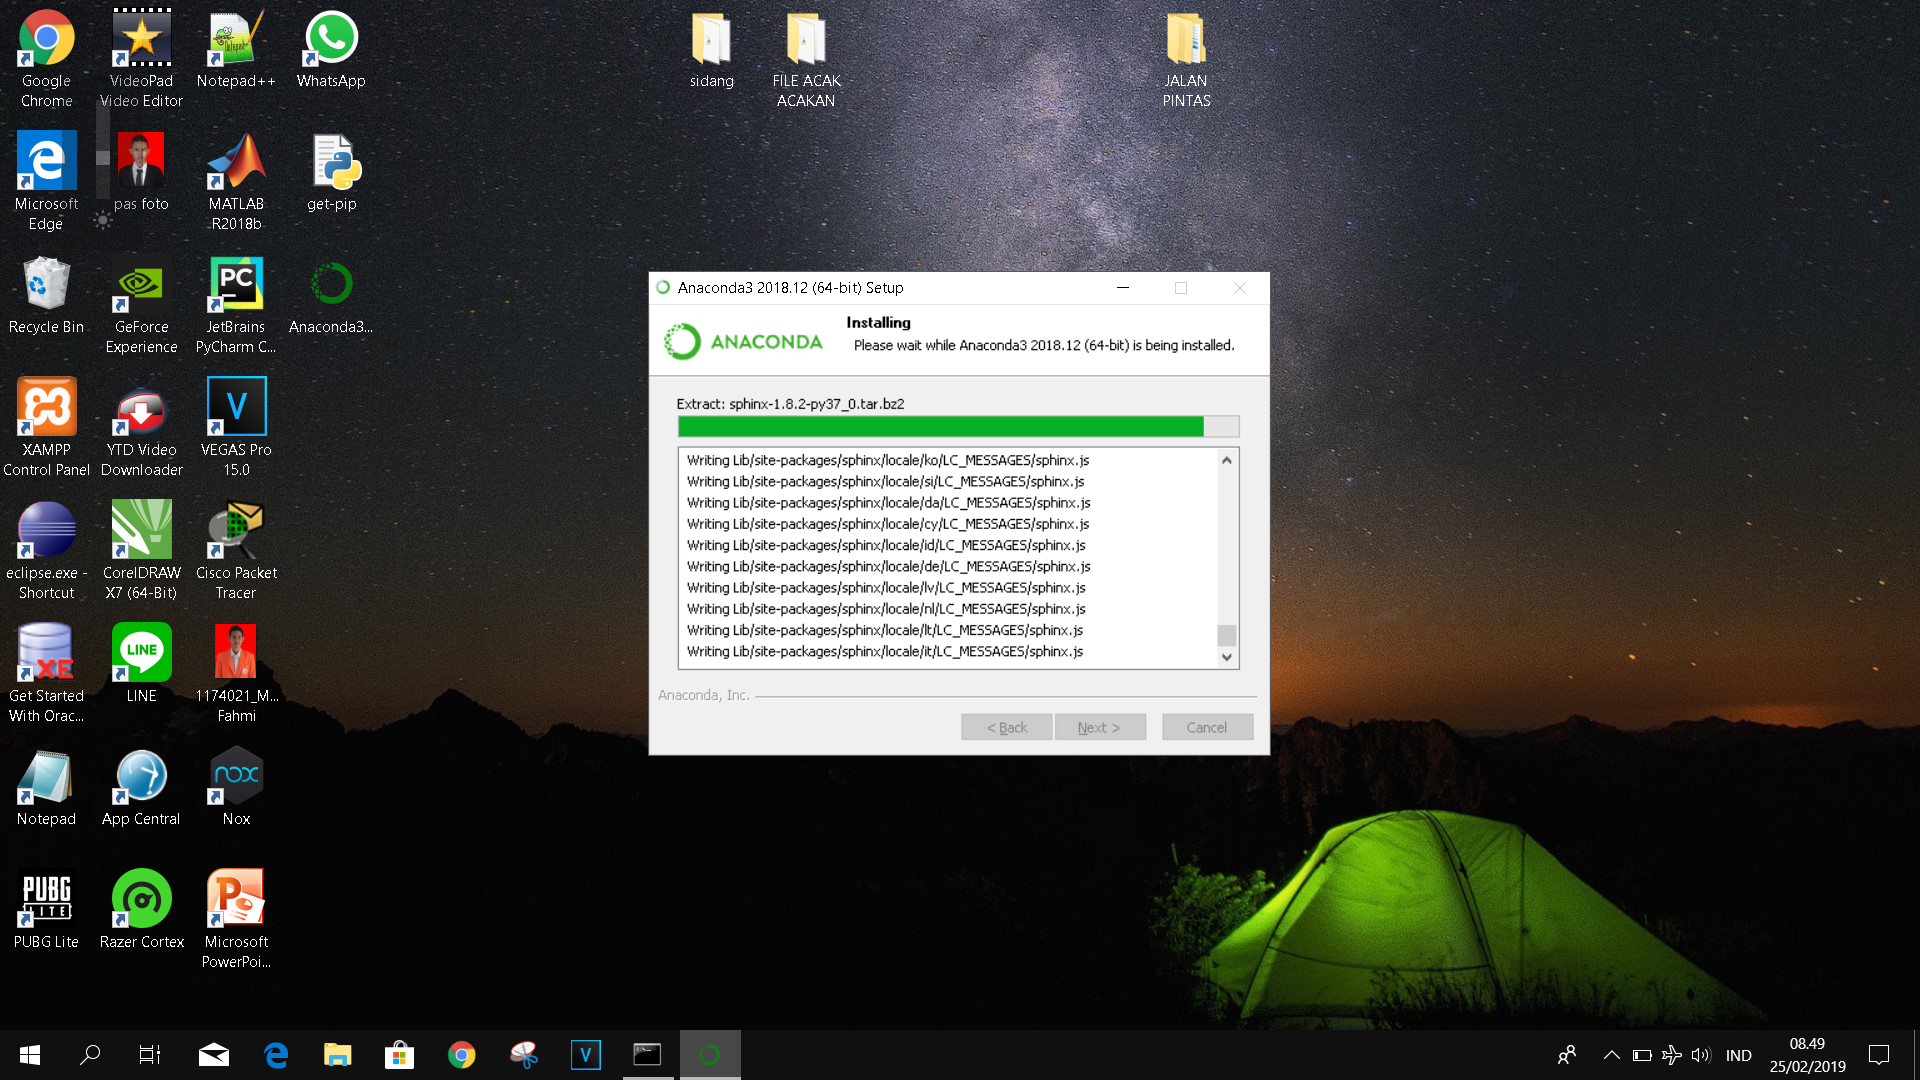 Google
Chrome
VideoPad
Video Editor
Notepad++
WhatsApp
sidang
FILE ACAK
ACAKAN
JALAN
PINTAS
Microsoft
Edge
pas foto
MATLAB
R2018b
get-pip
Recycle Bin
GeForce
Experience
PC
JetBrains
PyCharm C...
Anaconda3...
XAMPP
Control Panel
YTD Video
Downloader
V
VEGAS Pro
15.0
eclipse.exe -
Shortcut
CorelDRAW
X7 (64-Bit)
Cisco Packet
Tracer
XE
Get Started
With Orac...
LINE
LINE
1174021_M...
Fahmi
Notepad
App Central
nox
Nox
PUBG
LITE
PUBG Lite
Razer Cortex
Microsoft
PowerPoi...
Anaconda3 2018.12 (64-bit) Setup
ANACONDA
Installing
Please wait while Anaconda3 2018.12 (64-bit) is being installed.
Extract: sphinx-1.8.2-py37_0.tar.bz2
Writing Lib/site-packages/sphinx/locale/ko/LC_MESSAGES/sphinx.js
Writing Lib/site-packages/sphinx/locale/si/LC_MESSAGES/sphinx.js
Writing Lib/site-packages/sphinx/locale/da/LC_MESSAGES/sphinx.js
Writing Lib/site-packages/sphinx/locale/cy/LC_MESSAGES/sphinx.js
Writing Lib/site-packages/sphinx/locale/id/LC_MESSAGES/sphinx.js
Writing Lib/site-packages/sphinx/locale/de/LC_MESSAGES/sphinx.js
Writing Lib/site-packages/sphinx/locale/lv/LC_MESSAGES/sphinx.js
Writing Lib/site-packages/sphinx/locale/nl/LC_MESSAGES/sphinx.js
Writing Lib/site-packages/sphinx/locale/lt/LC_MESSAGES/sphinx.js
Writing Lib/site-packages/sphinx/locale/it/LC_MESSAGES/sphinx.js
Anaconda, Inc.
< Back
Next >
Cancel
V
IND
08.49
25/02/2019